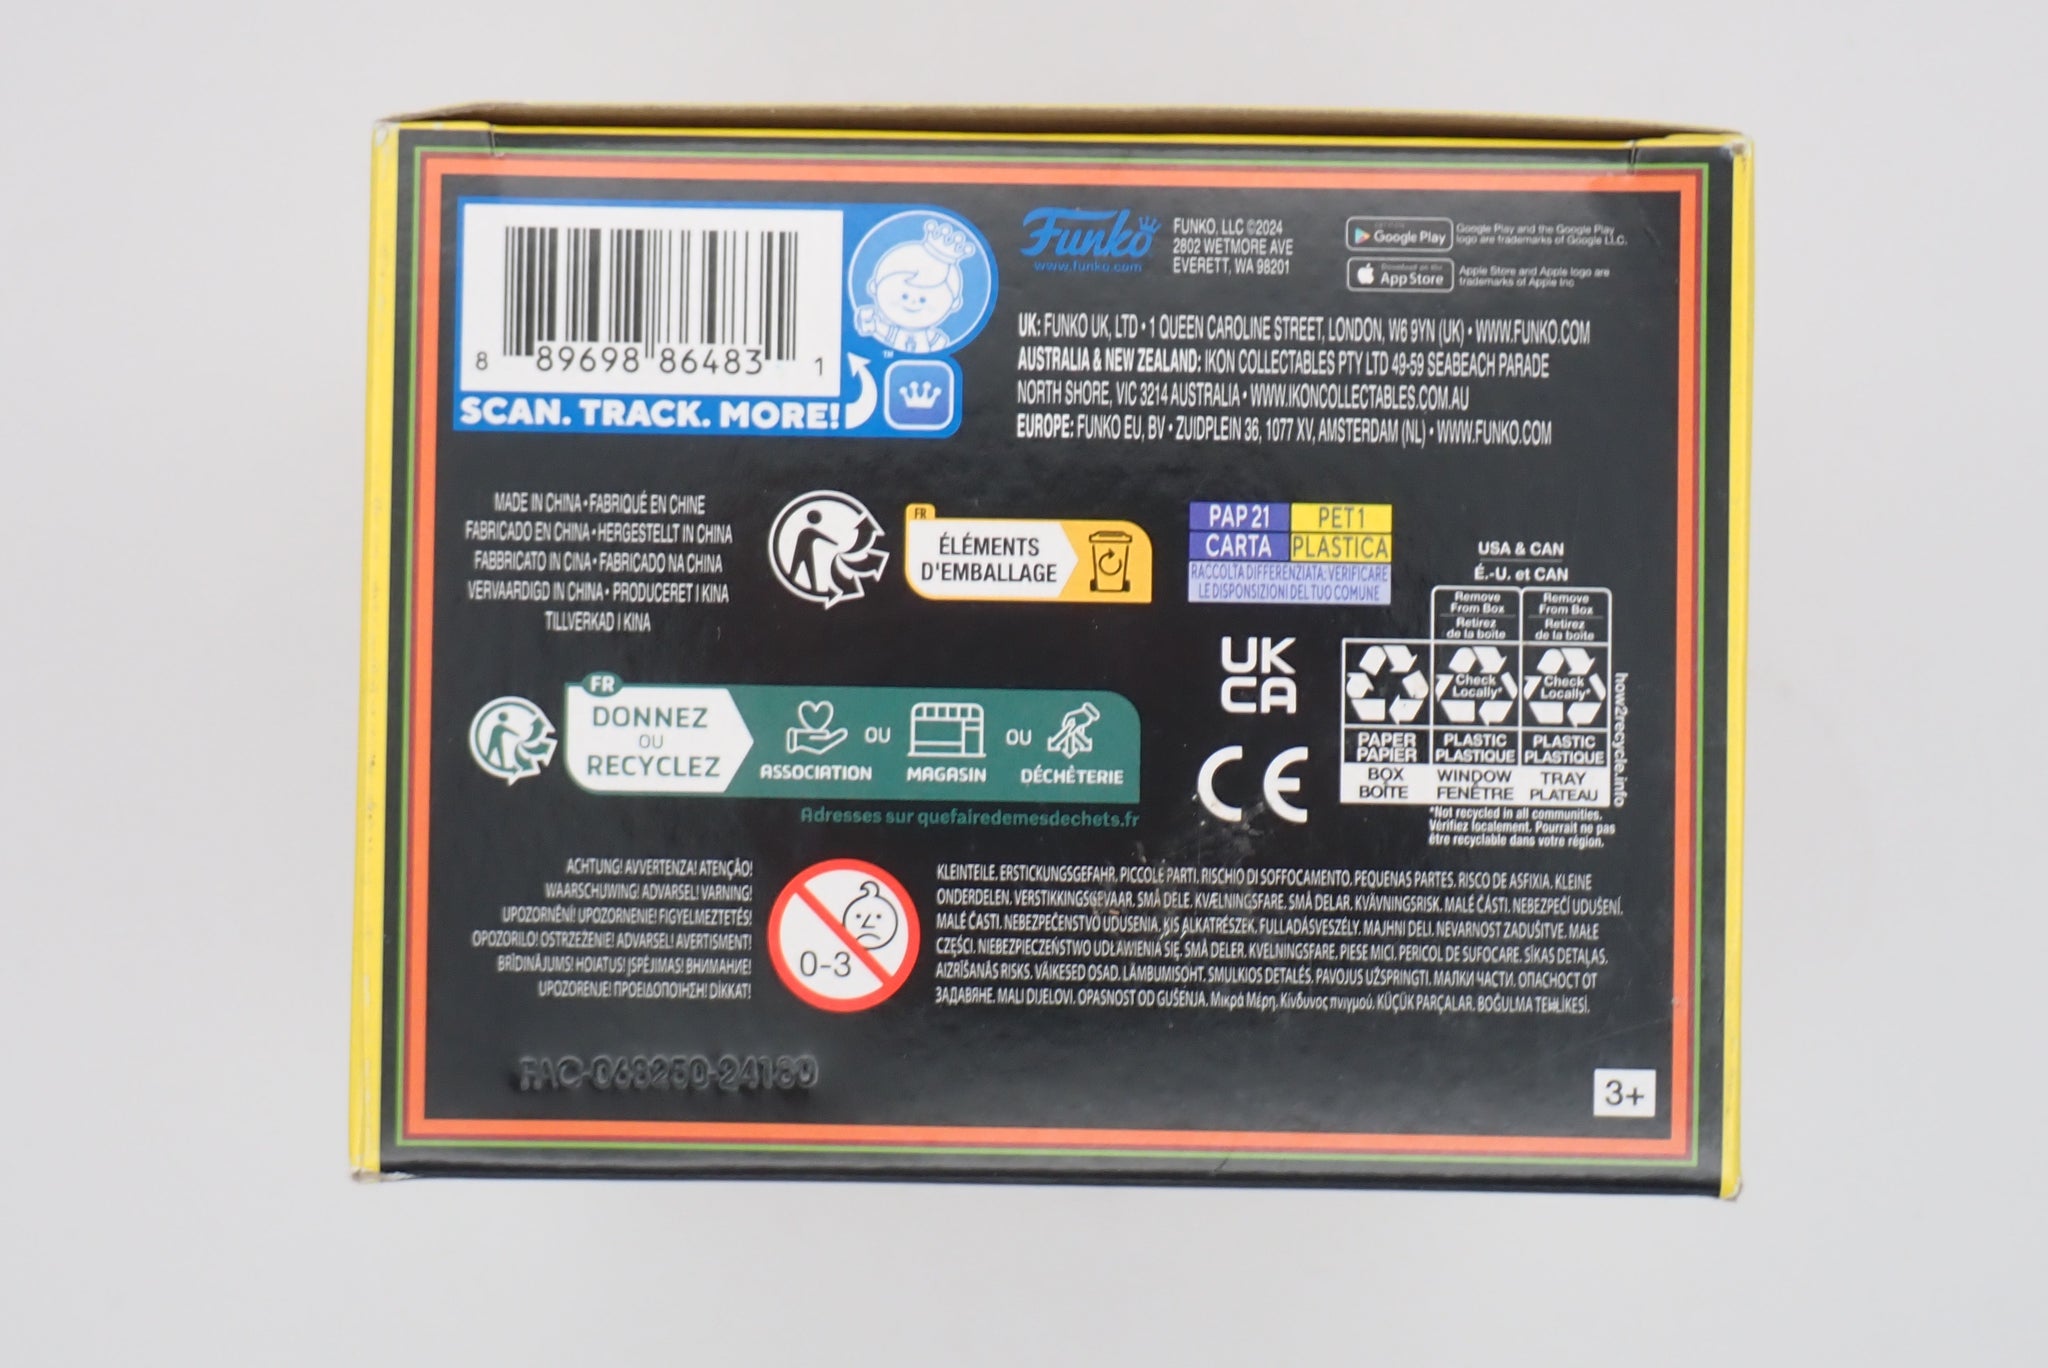 8 89698 86483 1
SCAN. TRACK. MORE!
™
Funko
www.funko.com
FUNKO, LLC ©2024
2802 WETMORE AVE
EVERETT, WA 98201
Google Play
Google Play and the Google Play
logo are trademarks of Google LLC.
Download on the
App Store
Apple Store and Apple logo are
trademarks of Apple Inc
UK: FUNKO UK, LTD • 1 QUEEN CAROLINE STREET, LONDON, W6 9YN (UK) • WWW.FUNKO.COM
AUSTRALIA & NEW ZEALAND: IKON COLLECTABLES PTY LTD 49-59 SEABEACH PARADE
NORTH SHORE, VIC 3214 AUSTRALIA • WWW.IKONCOLLECTABLES.COM.AU
EUROPE: FUNKO EU, BV • ZUIDPLEIN 36, 1077 XV, AMSTERDAM (NL) • WWW.FUNKO.COM
MADE IN CHINA • FABRIQUÉ EN CHINE
FABRICADO EN CHINA • HERGESTELLT IN CHINA
FABBRICATO IN CINA • FABRICADO NA CHINA
VERVAARDIGD IN CHINA • PRODUCERET I KINA
TILLVERKAD I KINA
FR
ÉLÉMENTS
D'EMBALLAGE
PAP 21
PET 1
CARTA
PLASTICA
RACCOLTA DIFFERENZIATA: VERIFICARE
LE DISPONSIZIONI DEL TUO COMUNE
USA & CAN
É.-U. et CAN
Remove
From Box
Retirez
de la boîte
Remove
From Box
Retirez
de la boîte
Check
Locally*
Check
Locally*
PAPER
PAPIER
PLASTIC
PLASTIQUE
PLASTIC
PLASTIQUE
BOX
BOÎTE
WINDOW
FENÊTRE
TRAY
PLATEAU
how2recycle.info
*Not recycled in all communities.
Vérifiez localement. Pourrait ne pas
être recyclable dans votre région.
UK
CA
CE
FR
DONNEZ
OU
RECYCLEZ
ASSOCIATION
OU
MAGASIN
OU
DÉCHÈTERIE
Adresses sur quefairedemesdechets.fr
ACHTUNG! AVVERTENZA! ATENÇÃO!
WAARSCHUWING! ADVARSEL! VARNING!
UPOZORNĚNÍ! UPOZORNENIE! FIGYELMEZTETÉS!
OPOZORILO! OSTRZEŻENIE! ADVARSEL! AVERTISMENT!
BRĪDINĀJUMS! HOIATUS! ĮSPĖJIMAS! ВНИМАНИЕ!
UPOZORENJE! ΠΡΟΕΙΔΟΠΟΙΗΣΗ! DİKKAT!
0-3
KLEINTEILE. ERSTICKUNGSGEFAHR. PICCOLE PARTI. RISCHIO DI SOFFOCAMENTO. PEQUENAS PARTES. RISCO DE ASFIXIA. KLEINE
ONDERDELEN. VERSTIKKINGSGEVAAR. SMÅ DELE. KVÆLNINGSFARE. SMÅ DELAR. KVÄVNINGSRISK. MALÉ ČÁSTI. NEBEZPEČÍ UDUŠENÍ.
MALÉ ČASTI. NEBEZPEČENSTVO UDUSENIA. KIS ALKATRÉSZEK. FULLADÁSVESZÉLY. MAJHNI DELI. NEVARNOST ZADUŠITVE. MAŁE
CZĘŚCI. NIEBEZPIECZEŃSTWO UDŁAWIENIA SIĘ. SMÅ DELER. KVELNINGSFARE. PIESE MICI. PERICOL DE SUFOCARE. SĪKAS DETAĻAS.
AIZRĪŠANĀS RISKS. VÄIKESED OSAD. LÄMBUMISOHT. SMULKIOS DETALĖS. PAVOJUS UŽSPRINGTI. МАЛКИ ЧАСТИ. ОПАСНОСТ ОТ
ЗАДАВЯНЕ. MALI DIJELOVI. OPASNOST OD GUŠENJA. Μικρά Μέρη. Κίνδυνος πνιγμού. KÜÇÜK PARÇALAR. BOĞULMA TEHLİKESİ.
FAC-063250-24180
3+